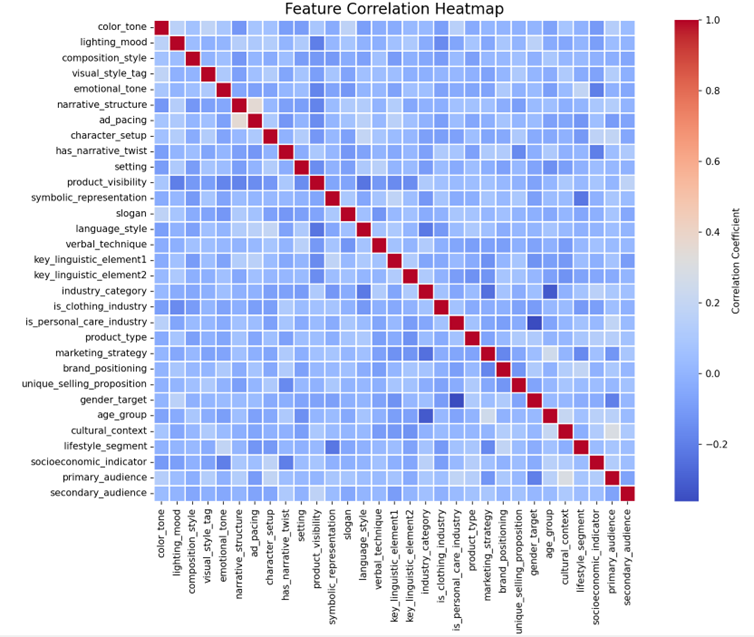 Feature Correlation Heatmap
color_tone
lighting_mood
composition_style
visual_style_tag
emotional_tone
narrative_structure
ad_pacing
character_setup
has_narrative_twist
setting
product_visibility
symbolic_representation
slogan
language_style
verbal_technique
key_linguistic_element1
key_linguistic_element2
industry_category
is_clothing_industry
is_personal_care_industry
product_type
marketing_strategy
brand_positioning
unique_selling_proposition
gender_target
age_group
cultural_context
lifestyle_segment
socioeconomic_indicator
primary_audience
secondary_audience
color_tone
lighting_mood
composition_style
visual_style_tag
emotional_tone
narrative_structure
ad_pacing
character_setup
has_narrative_twist
setting
product_visibility
symbolic_representation
slogan
language_style
verbal_technique
key_linguistic_element1
key_linguistic_element2
industry_category
is_clothing_industry
is_personal_care_industry
product_type
marketing_strategy
brand_positioning
unique_selling_proposition
gender_target
age_group
cultural_context
lifestyle_segment
socioeconomic_indicator
primary_audience
secondary_audience
1.0
0.8
0.6
0.4
0.2
0.0
−0.2
Correlation Coefficient